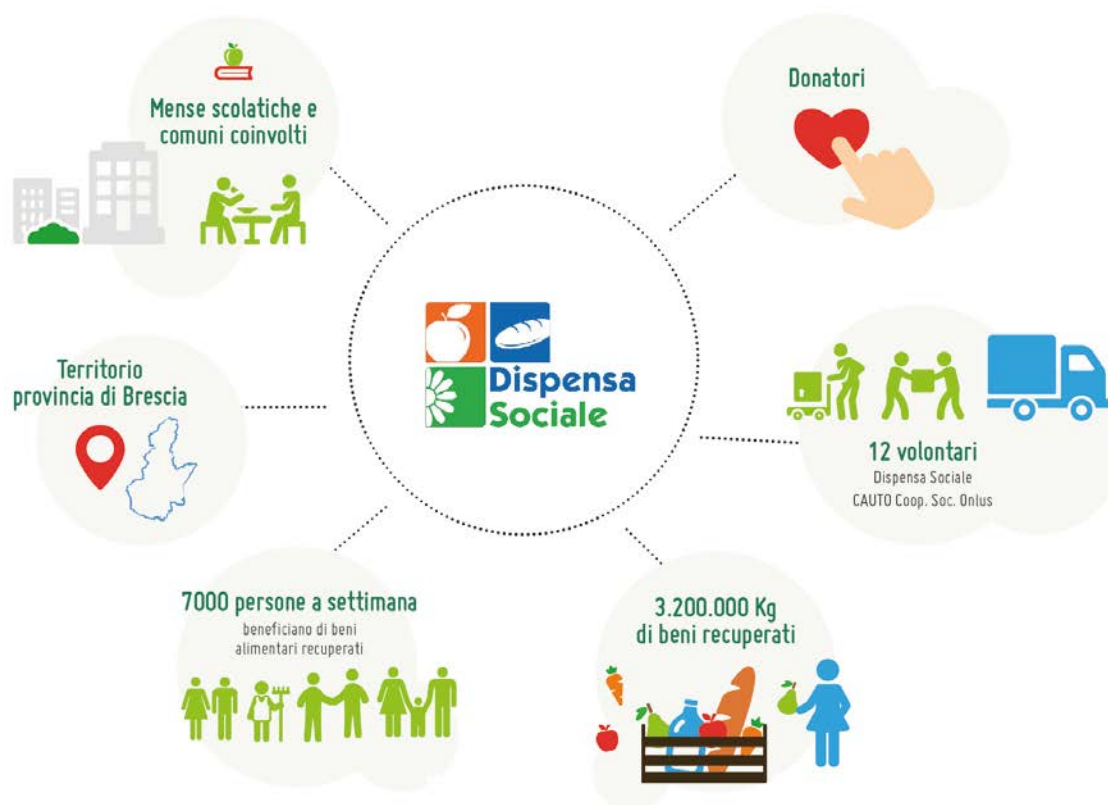 Mense scolatiche e
comuni coinvolti
Donatori
Dispensa
Sociale
Territorio
provincia di Brescia
12 volontari
Dispensa Sociale
CAUTO Coop. Soc. Onlus
7000 persone a settimana
beneficiano di beni
alimentari recuperati
3.200.000 Kg
di beni recuperati